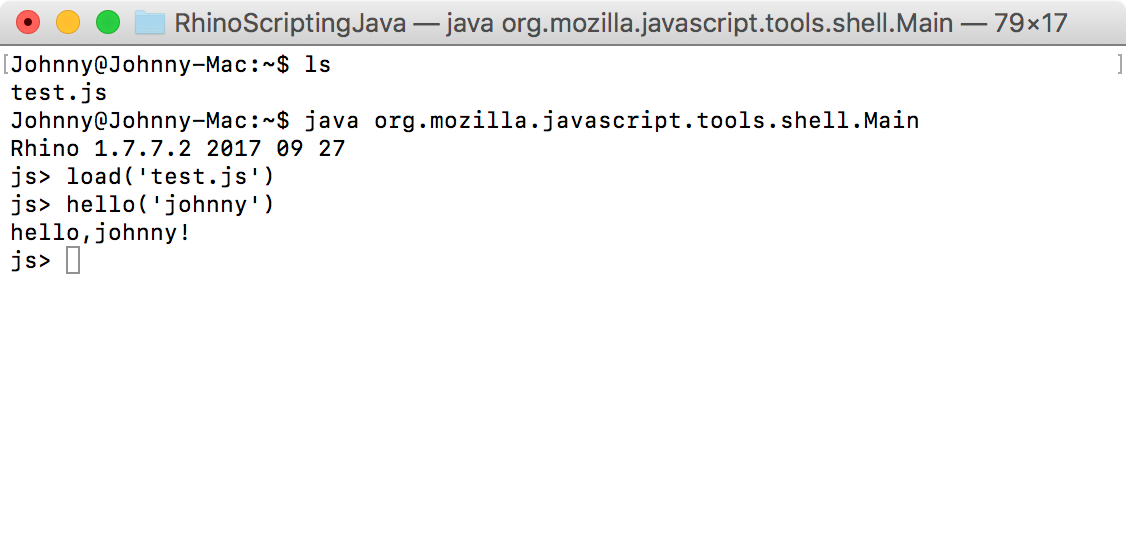 RhinoScriptingJava — java org.mozilla.javascript.tools.shell.Main — 79×17
[Johnny@Johnny-Mac:~$ ls ]
test.js
Johnny@Johnny-Mac:~$ java org.mozilla.javascript.tools.shell.Main
Rhino 1.7.7.2 2017 09 27
js> load('test.js')
js> hello('johnny')
hello,johnny!
js>